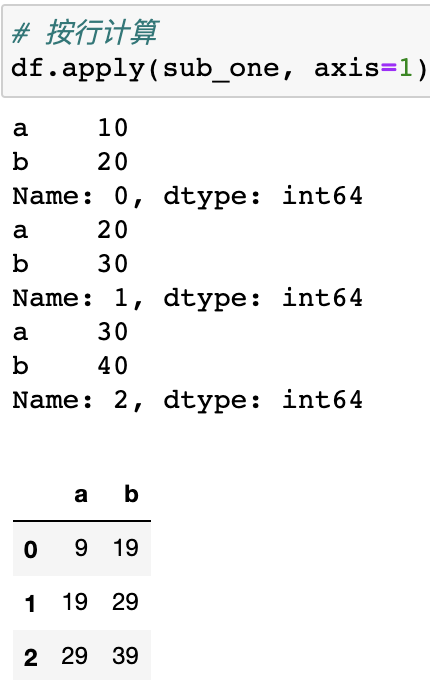 # 按行计算
df.apply(sub_one, axis=1)
a     10
b     20
Name: 0, dtype: int64
a     20
b     30
Name: 1, dtype: int64
a     30
b     40
Name: 2, dtype: int64
a b
0 9 19
1 19 29
2 29 39